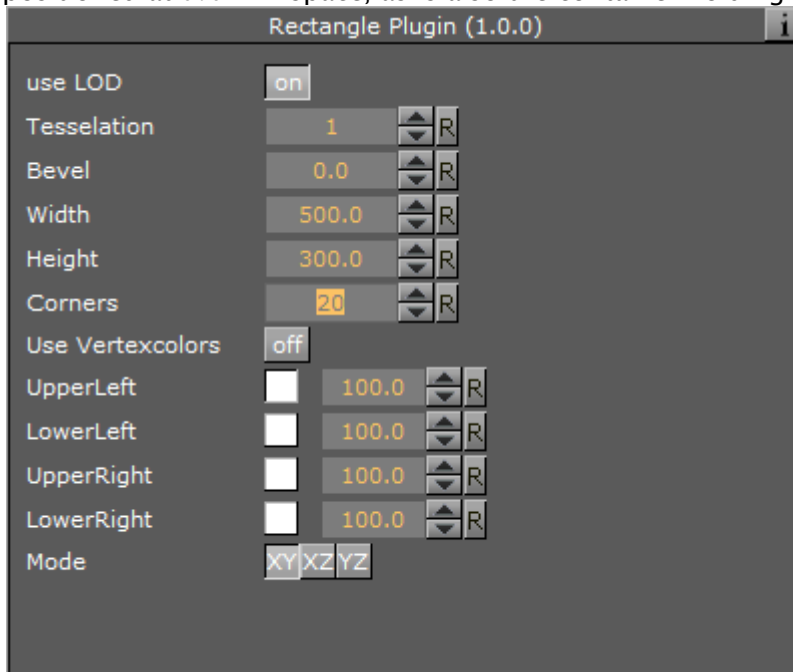 Rectangle Plugin (1.0.0) i
use LOD on
Tesselation 1 R
Bevel 0.0 R
Width 500.0 R
Height 300.0 R
Corners 20 R
Use Vertexcolors off
UpperLeft 100.0 R
LowerLeft 100.0 R
UpperRight 100.0 R
LowerRight 100.0 R
Mode XY XZ YZ